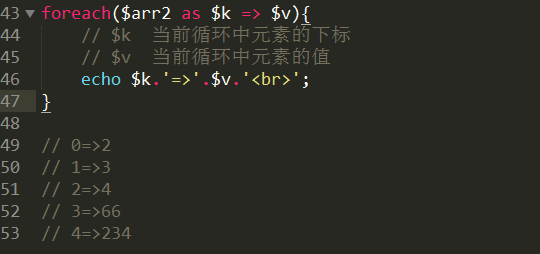 43 foreach($arr2 as $k => $v){
44 // $k 当前循环中元素的下标
45 // $v 当前循环中元素的值
46 echo $k.'=>'.$v.'<br>';
47 }
48
49 // 0=>2
50 // 1=>3
51 // 2=>4
52 // 3=>66
53 // 4=>234